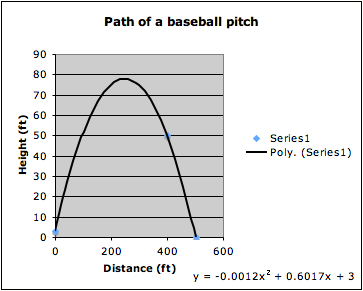 Path of a baseball pitch
Height (ft)
90
80
70
60
50
40
30
20
10
0
0 200 400 600
Distance (ft)
Series1
Poly. (Series1)
y = -0.0012x² + 0.6017x + 3